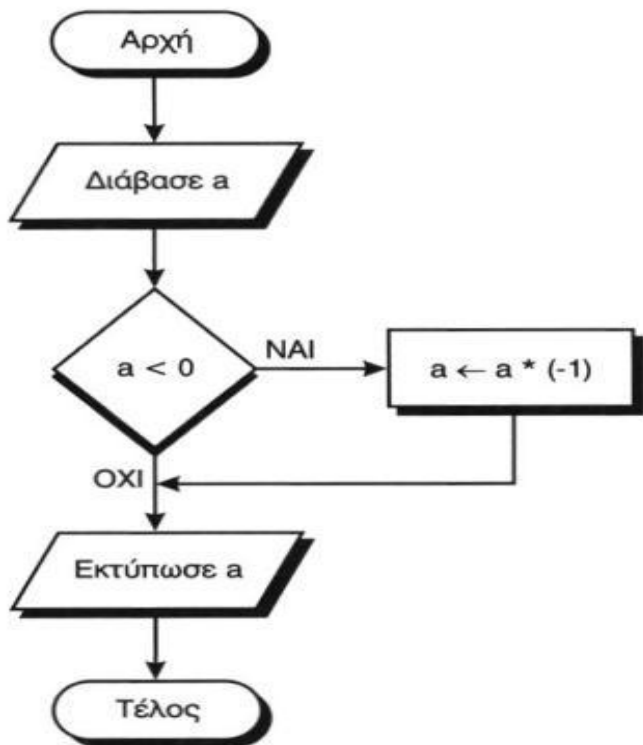 Αρχή
Διάβασε a
a < 0
ΝΑΙ
a ← a * (-1)
ΟΧΙ
Εκτύπωσε a
Τέλος